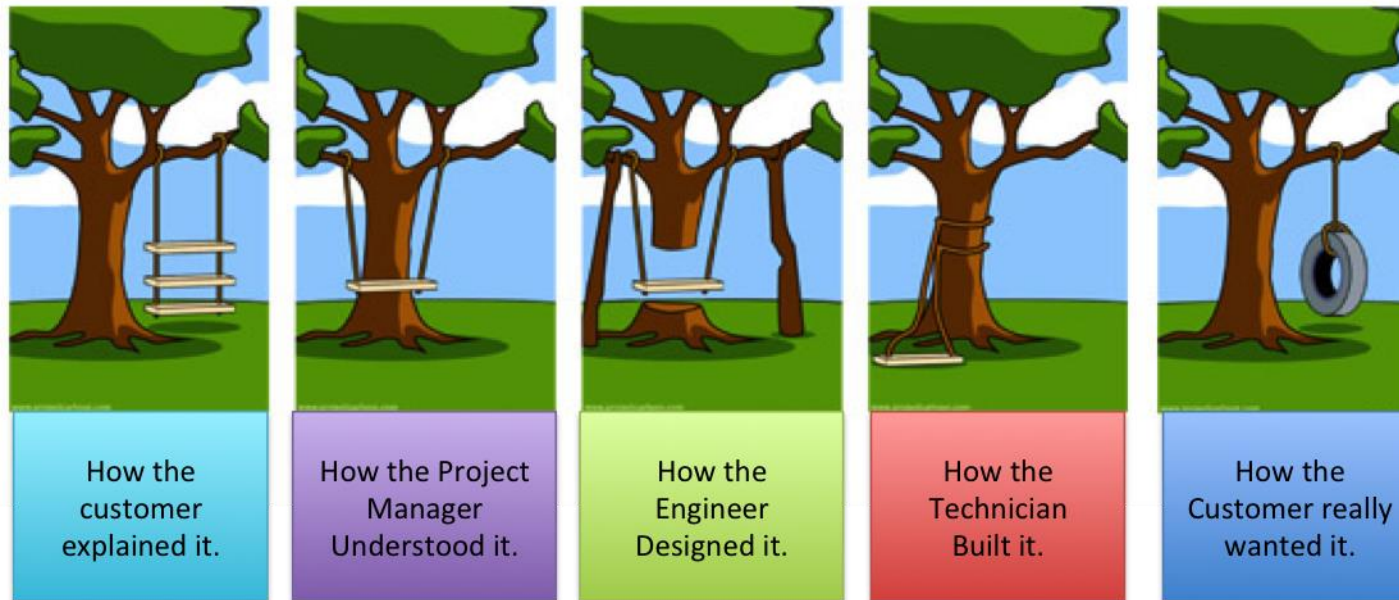 How the
customer
explained it.
How the Project
Manager
Understood it.
How the
Engineer
Designed it.
How the
Technician
Built it.
How the
Customer really
wanted it.